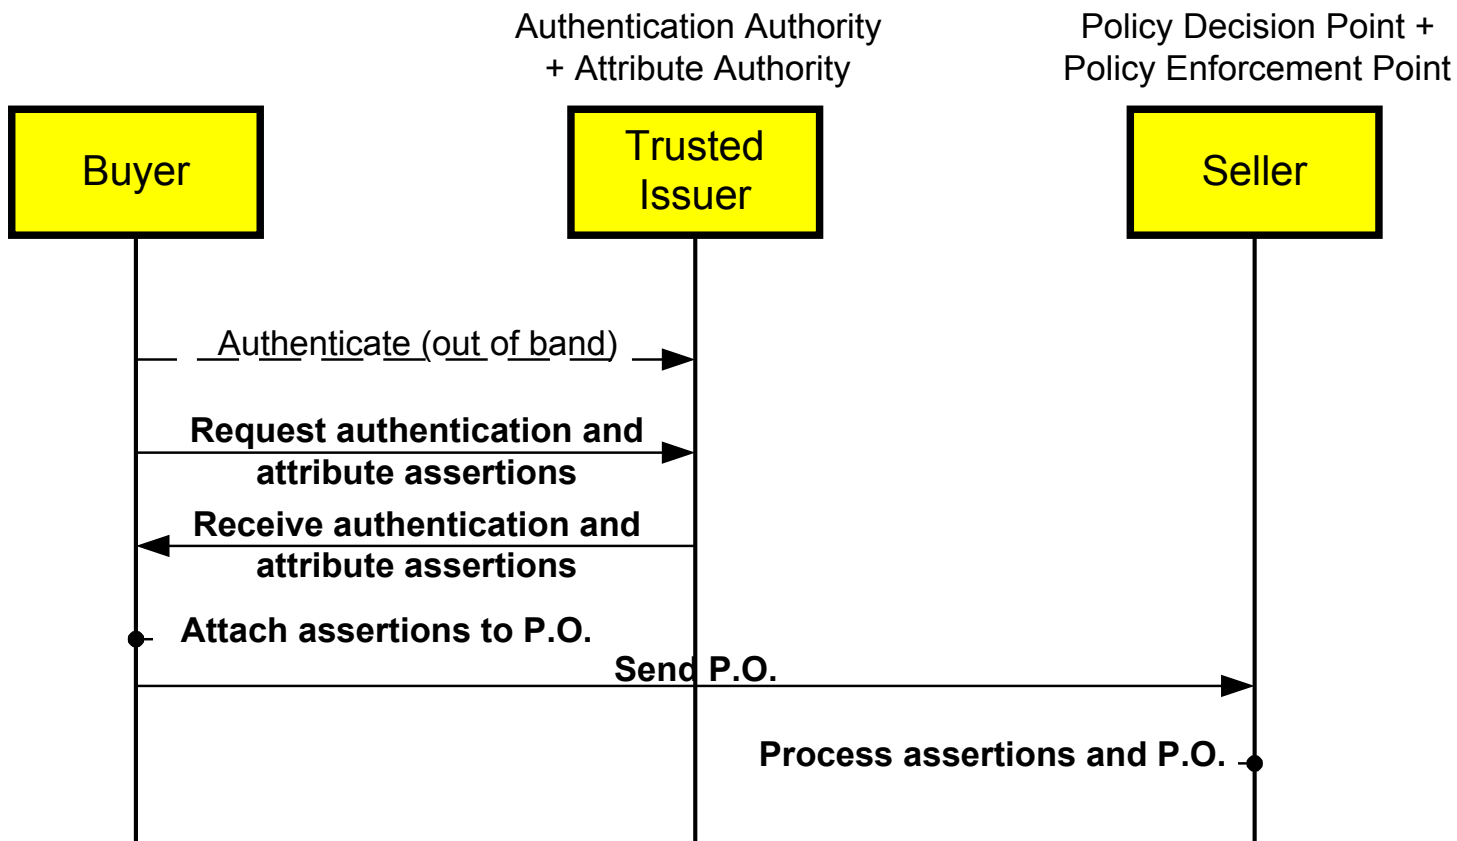 Authentication Authority
+ Attribute Authority
Policy Decision Point +
Policy Enforcement Point
Buyer
Trusted
Issuer
Seller
Authenticate (out of band)
Request authentication and
attribute assertions
Receive authentication and
attribute assertions
Attach assertions to P.O.
Send P.O.
Process assertions and P.O.